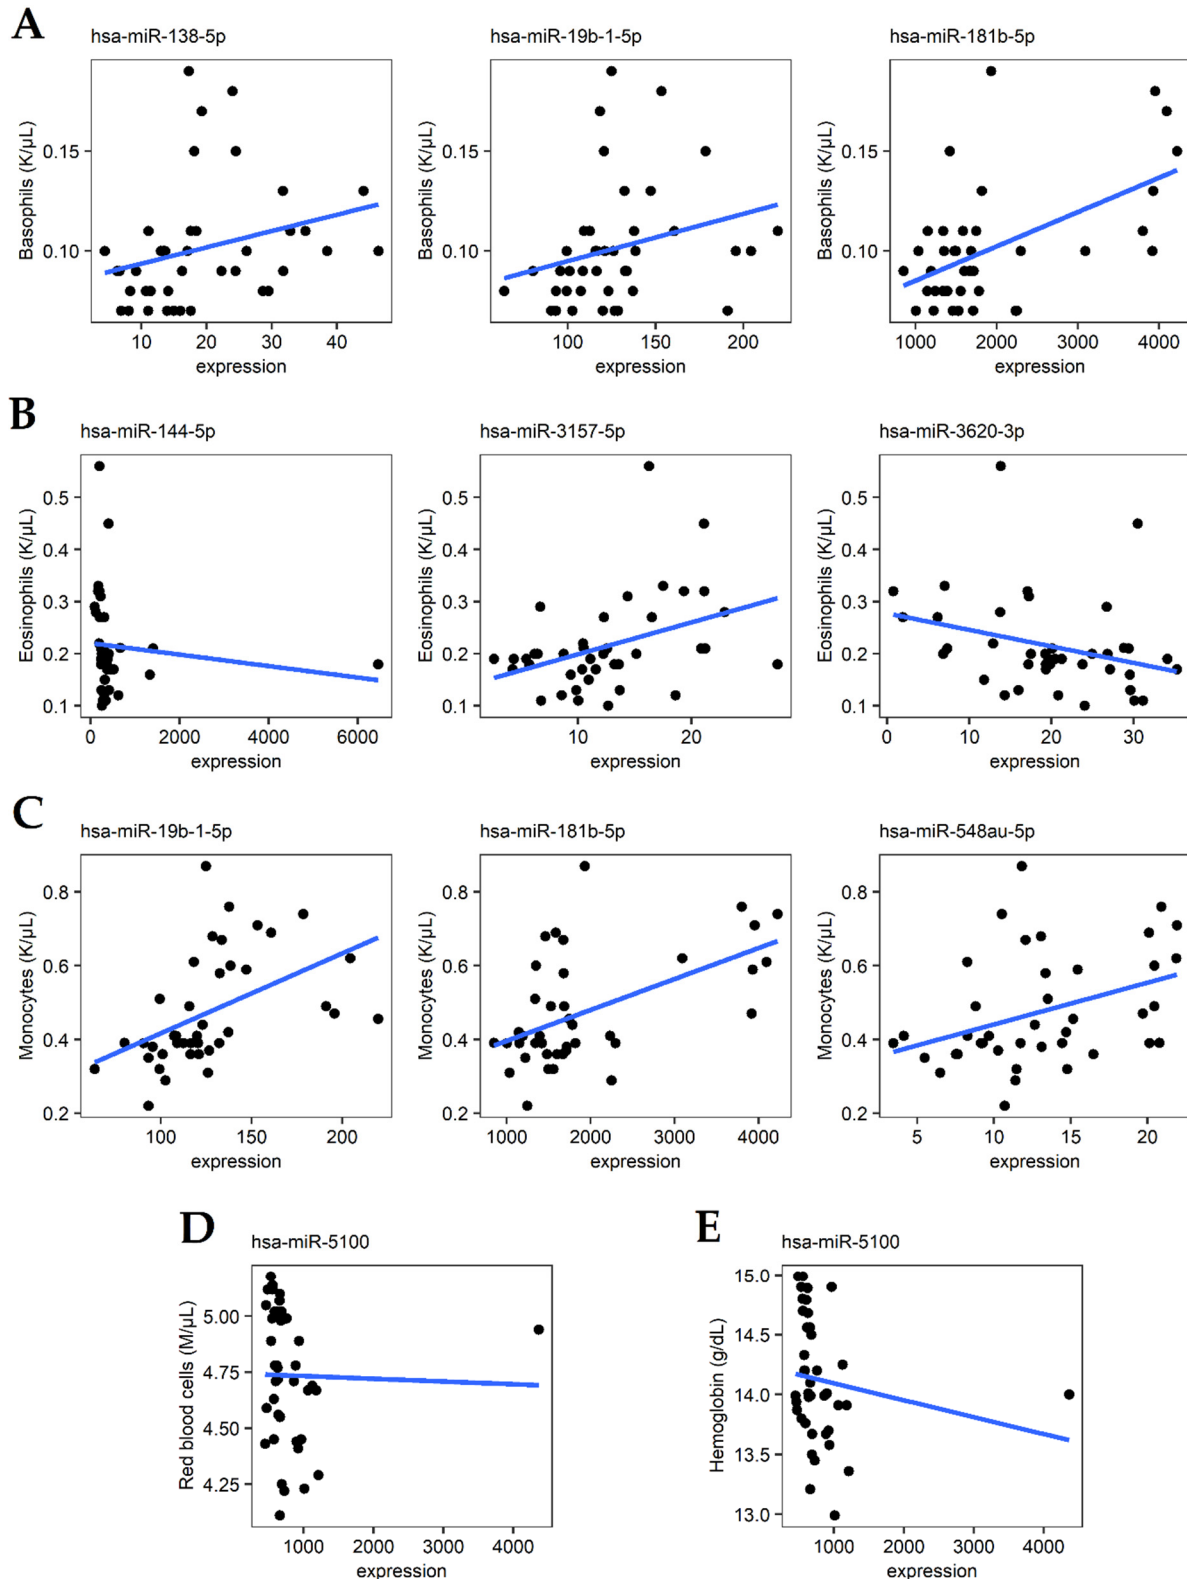 A
hsa-miR-138-5p
hsa-miR-19b-1-5p
hsa-miR-181b-5p
Basophils (K/µL)
0.15
0.10
10 20 30 40
expression
Basophils (K/µL)
0.15
0.10
100 150 200
expression
Basophils (K/µL)
0.15
0.10
1000 2000 3000 4000
expression
B
hsa-miR-144-5p
hsa-miR-3157-5p
hsa-miR-3620-3p
Eosinophils (K/µL)
0.5
0.4
0.3
0.2
0.1
0 2000 4000 6000
expression
Eosinophils (K/µL)
0.5
0.4
0.3
0.2
0.1
10 20
expression
Eosinophils (K/µL)
0.5
0.4
0.3
0.2
0.1
0 10 20 30
expression
C
hsa-miR-19b-1-5p
hsa-miR-181b-5p
hsa-miR-548au-5p
Monocytes (K/µL)
0.8
0.6
0.4
0.2
100 150 200
expression
Monocytes (K/µL)
0.8
0.6
0.4
0.2
1000 2000 3000 4000
expression
Monocytes (K/µL)
0.8
0.6
0.4
0.2
5 10 15 20
expression
D
hsa-miR-5100
Red blood cells (M/µL)
5.00
4.75
4.50
4.25
1000 2000 3000 4000
expression
E
hsa-miR-5100
Hemoglobin (g/dL)
15.0
14.5
14.0
13.5
13.0
1000 2000 3000 4000
expression